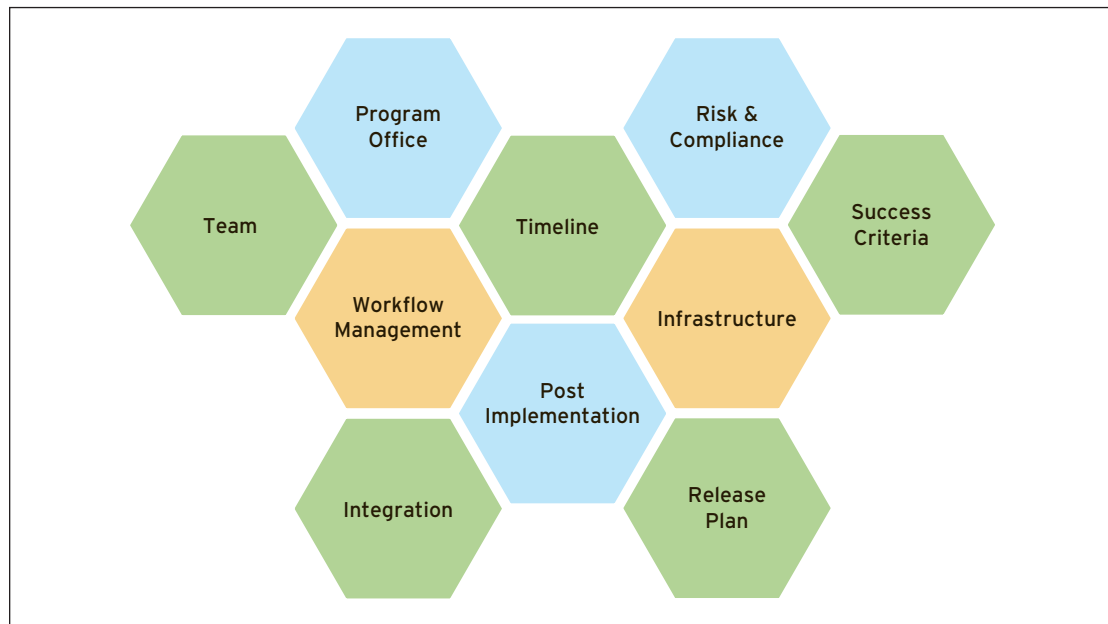 Program
Office
Risk &
Compliance
Team
Timeline
Success
Criteria
Workflow
Management
Infrastructure
Post
Implementation
Integration
Release
Plan